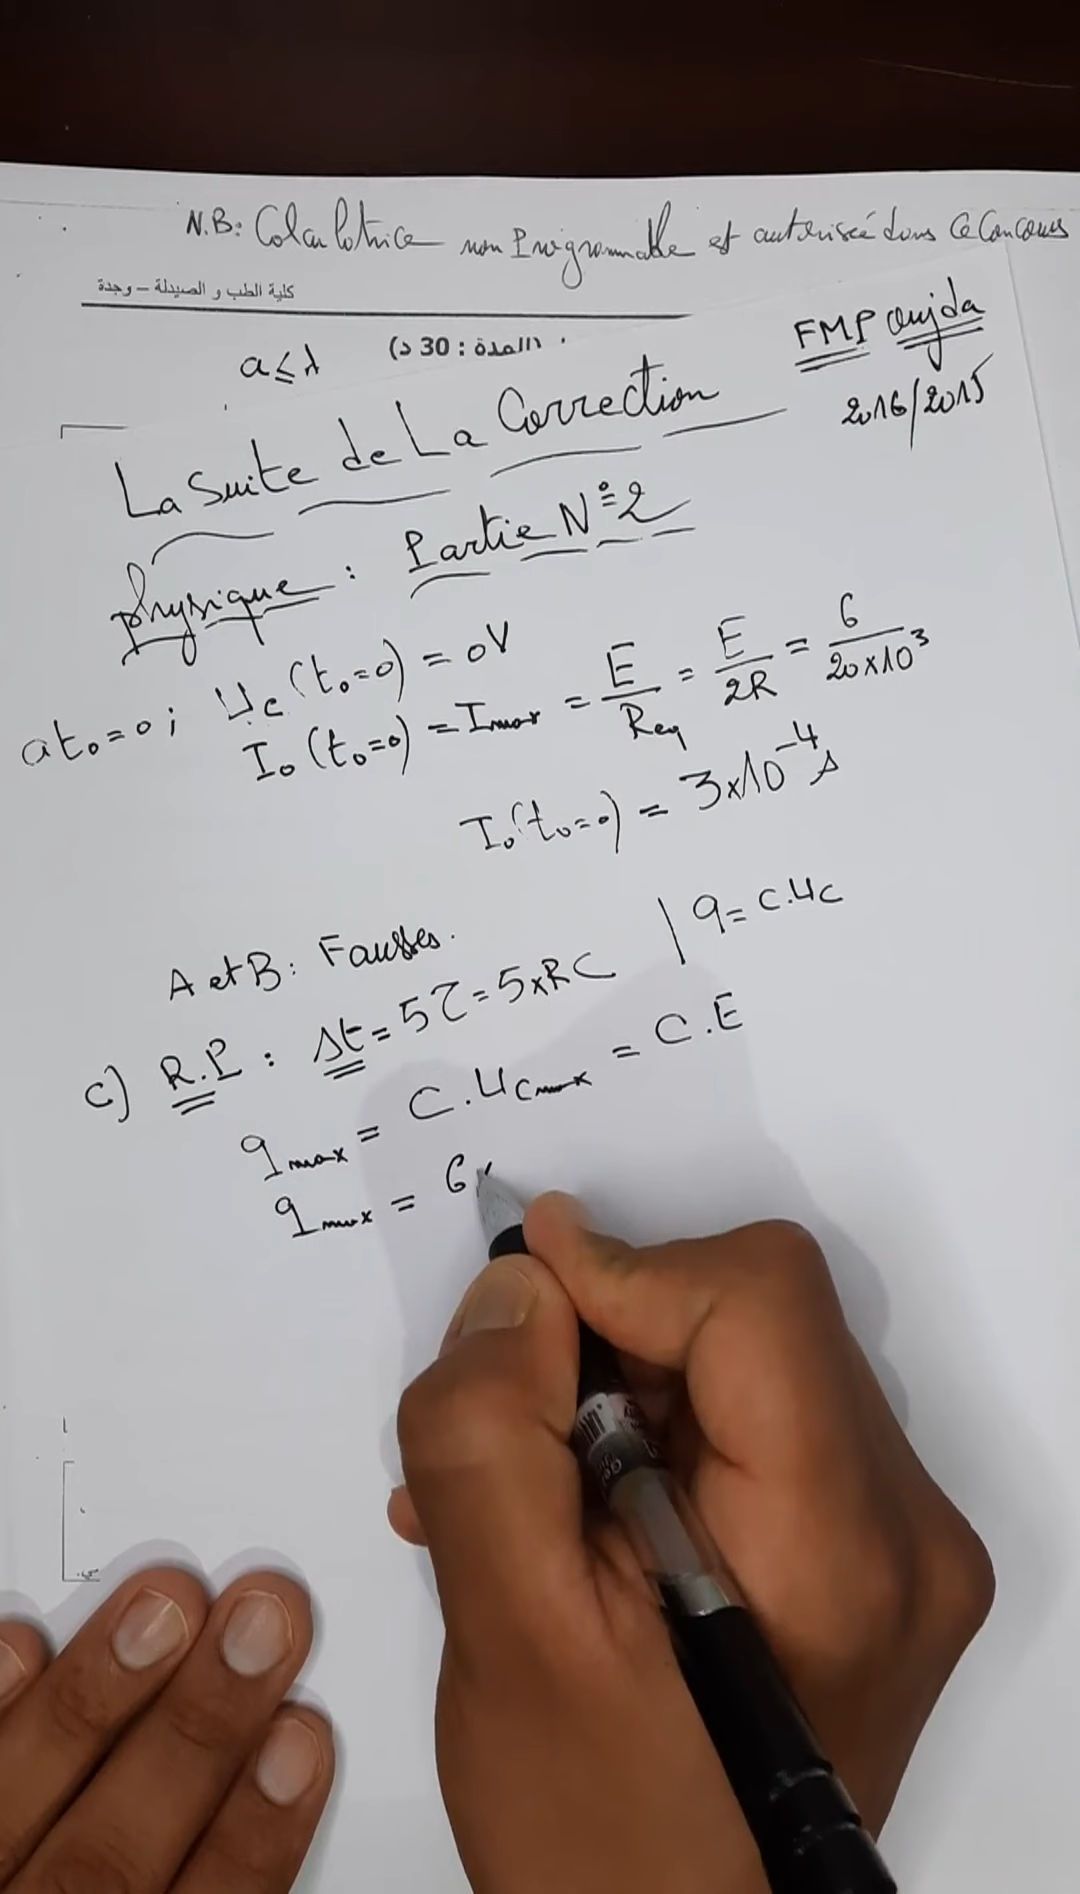 N.B: Calculatrice non Programmable et autorisée dans ce Concours
كلية الطب و الصيدلة – وجدة
(المدة : 30 د)
a ≤ λ
FMP oujda
2016/2015
La Suite de La Correction
Physique : Partie N°2
at₀=0 ; Uc(t₀=0) = 0V
I₀(t₀=0) = Imax = E/Req = E/2R = 6/20×10³
I₀(t₀=0) = 3×10⁻⁴A
A et B: Fausses.
c) R.P : Δt = 5τ = 5×RC | q = C.Uc
qmax = C.Ucmax = C.E
qmax = 6